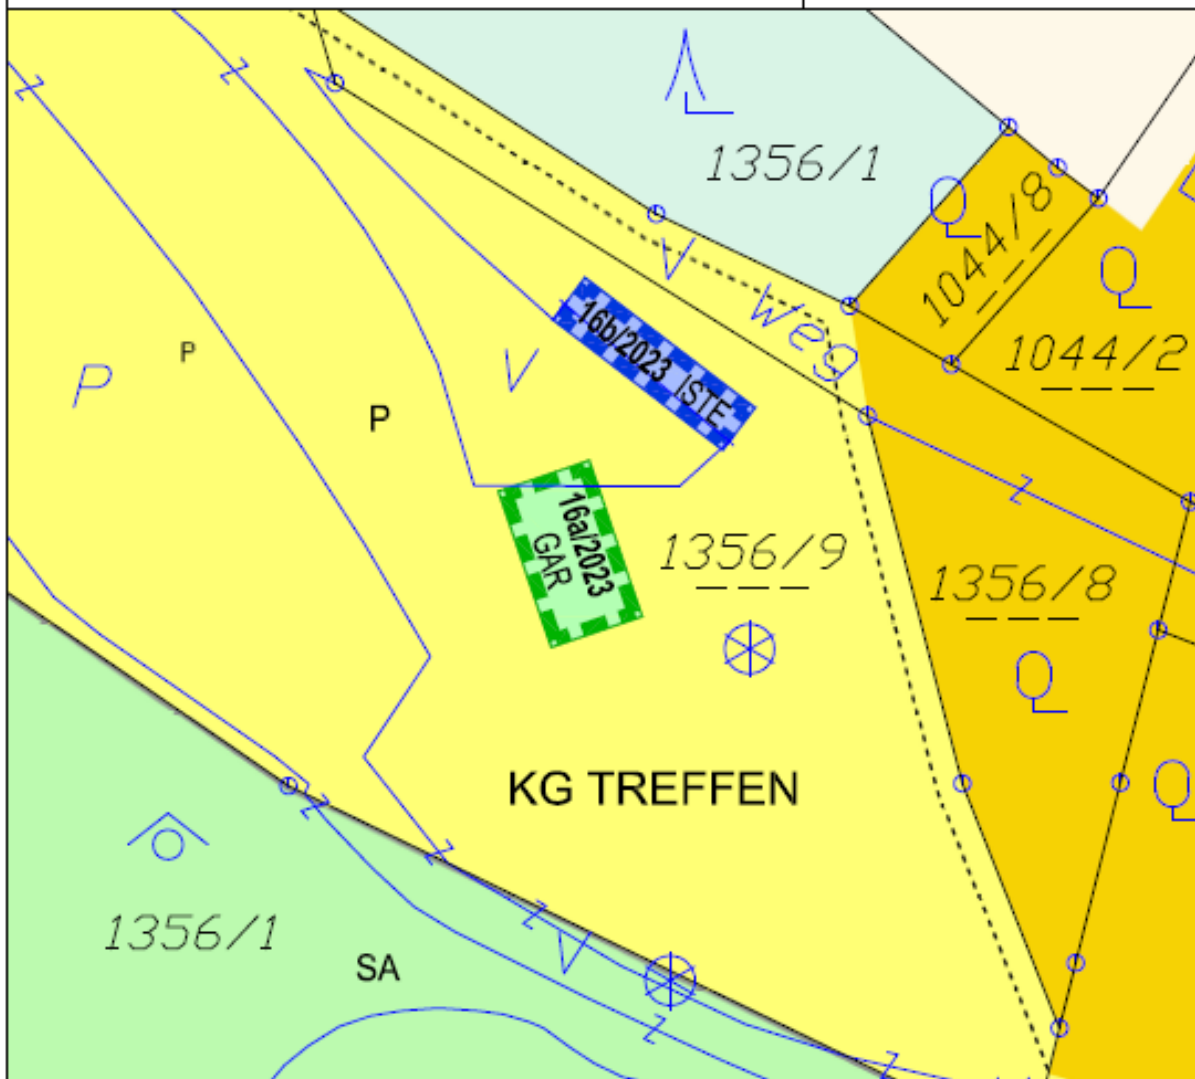 1356/1
1044/8
V
weg
1044/2
16b/2023 ISTE
P
P
V
P
16a/2023
GAR
1356/9
1356/8
KG TREFFEN
1356/1
SA
V